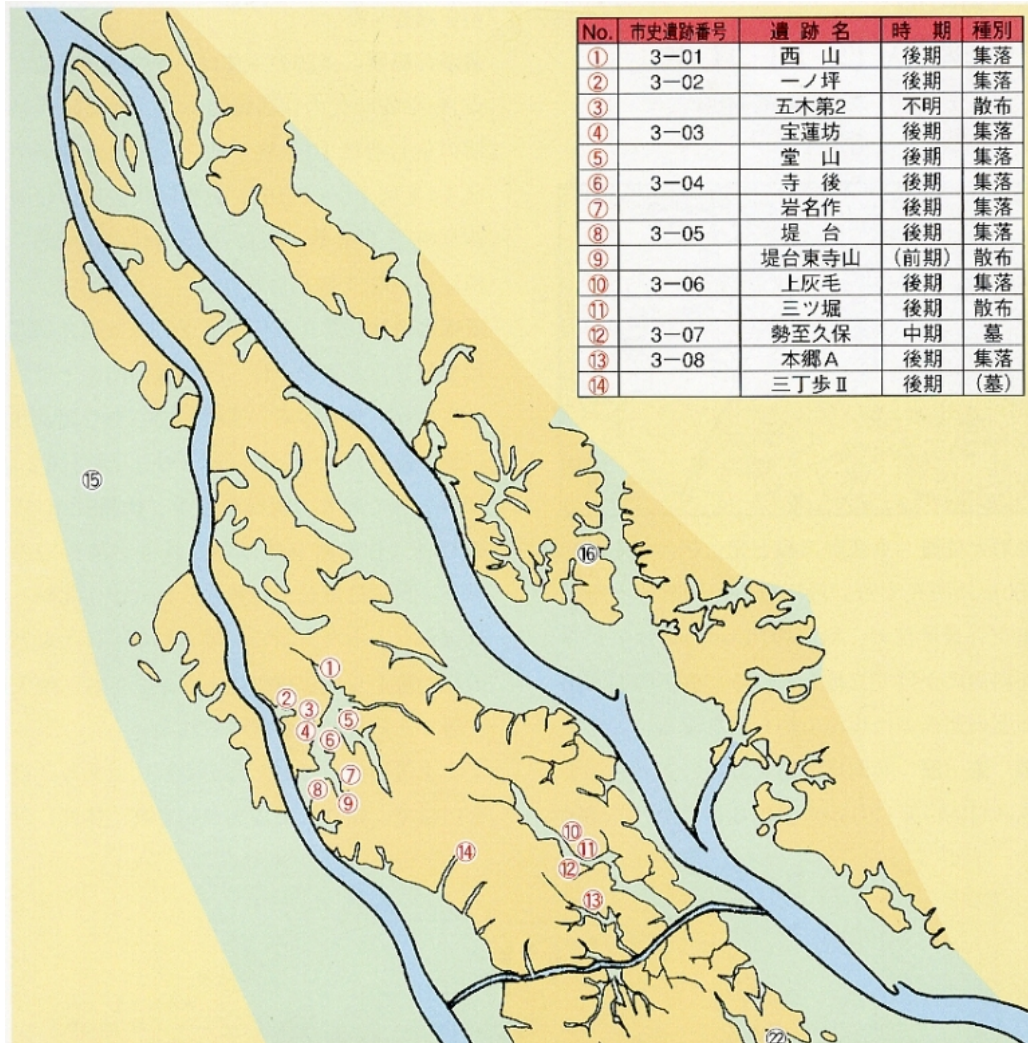 No. 市史遺跡番号 遺跡名 時期 種別
① 3-01 西山 後期 集落
② 3-02 一ノ坪 後期 集落
③ 五木第2 不明 散布
④ 3-03 宝蓮坊 後期 集落
⑤ 堂山 後期 集落
⑥ 3-04 寺後 後期 集落
⑦ 岩名作 後期 集落
⑧ 3-05 堤台 後期 集落
⑨ 堤台東寺山 (前期) 散布
⑩ 3-06 上灰毛 後期 集落
⑪ 三ツ堀 後期 散布
⑫ 3-07 勢至久保 中期 墓
⑬ 3-08 本郷A 後期 集落
⑭ 三丁歩Ⅱ 後期 (墓)
⑮
⑯
①
②
③
⑤
④
⑥
⑦
⑧
⑨
⑩
⑪
⑭
⑫
⑬
㉒